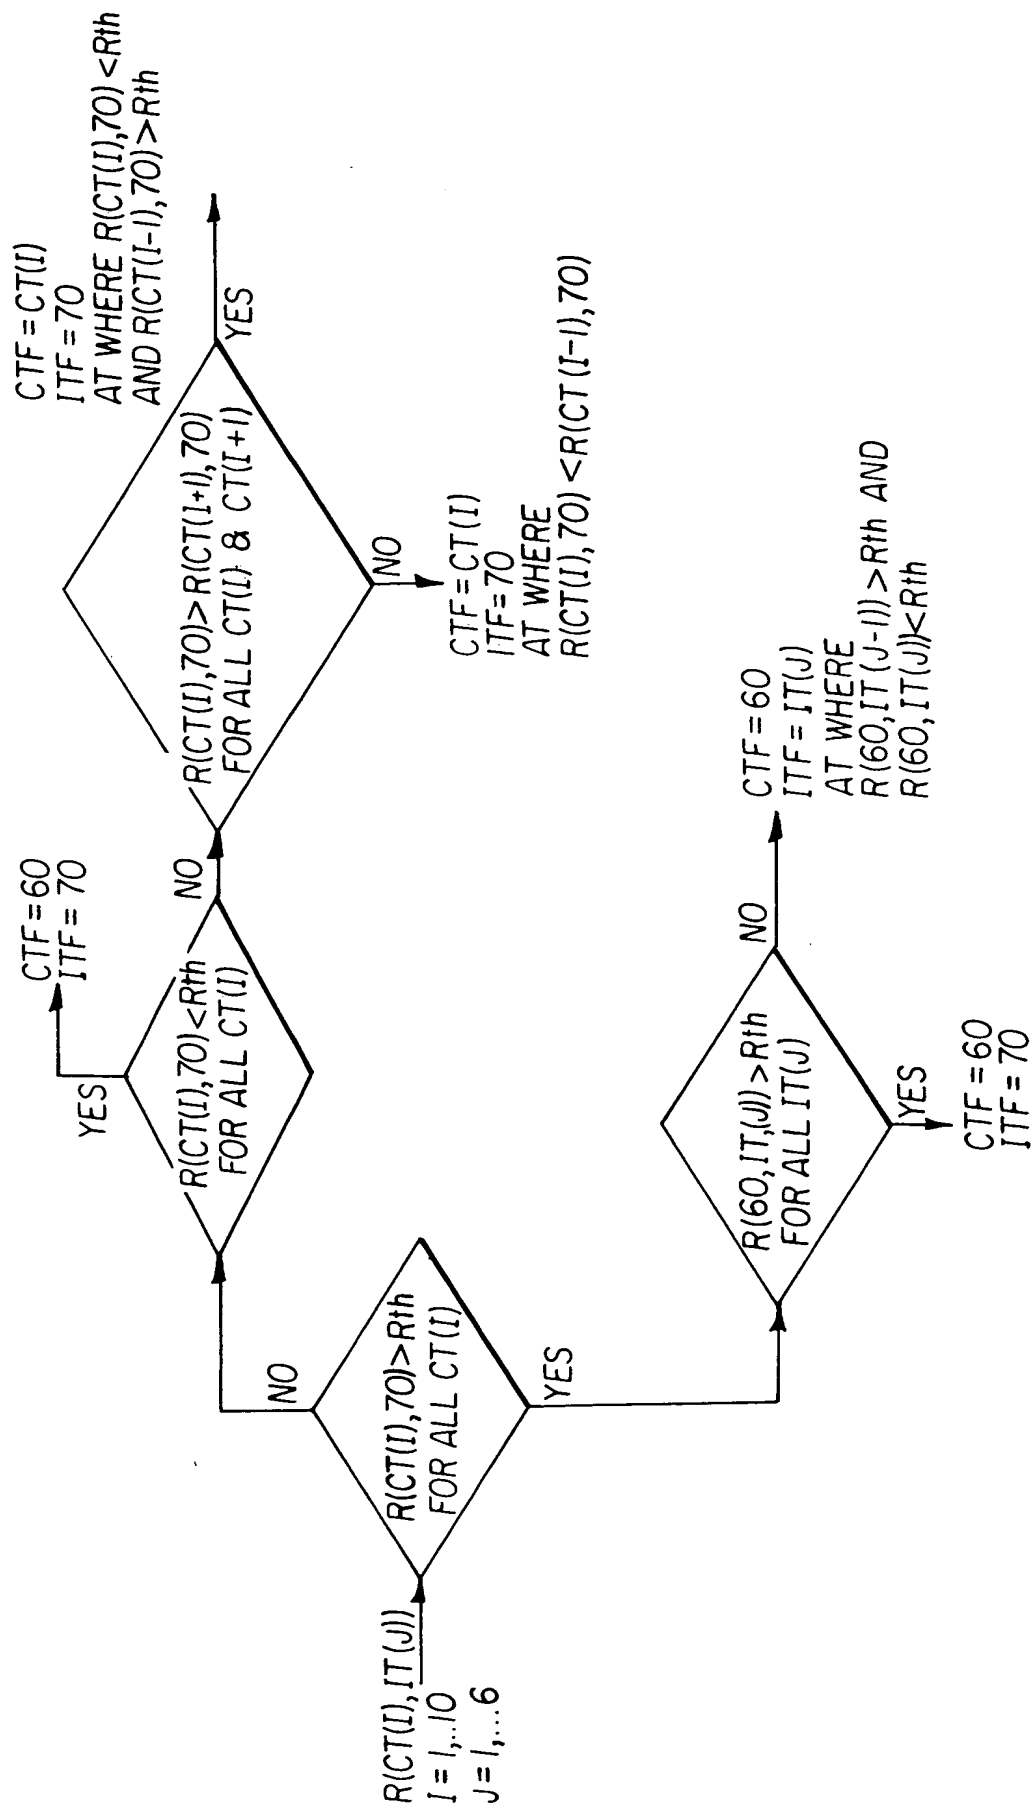 R(CT(I),IT(J))
I=1,..10
J=1,...6
R(CT(I),70)>Rth
FOR ALL CT(I)
NO
YES
R(CT(I),70)<Rth
FOR ALL CT(I)
YES
CTF=60
ITF=70
NO
R(CT(I),70)>R(CT(I+1),70)
FOR ALL CT(I) & CT(I+1)
YES
CTF=CT(I)
ITF=70
AT WHERE R(CT(I),70)<Rth
AND R(CT(I-1),70)>Rth
NO
CTF=CT(I)
ITF=70
AT WHERE
R(CT(I),70)<R(CT(I-1),70)
R(60,IT,(J))>Rth
FOR ALL IT(J)
NO
CTF=60
ITF=IT(J)
AT WHERE
R(60,IT(J-1))>Rth AND
R(60,IT(J))<Rth
YES
CTF=60
ITF=70